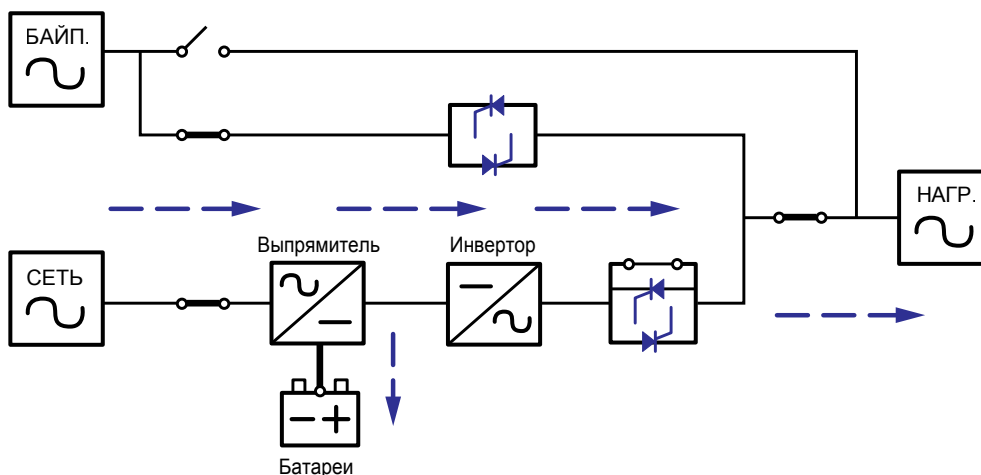 БАЙП.
НАГР.
Выпрямитель
Инвертор
СЕТЬ
Батареи